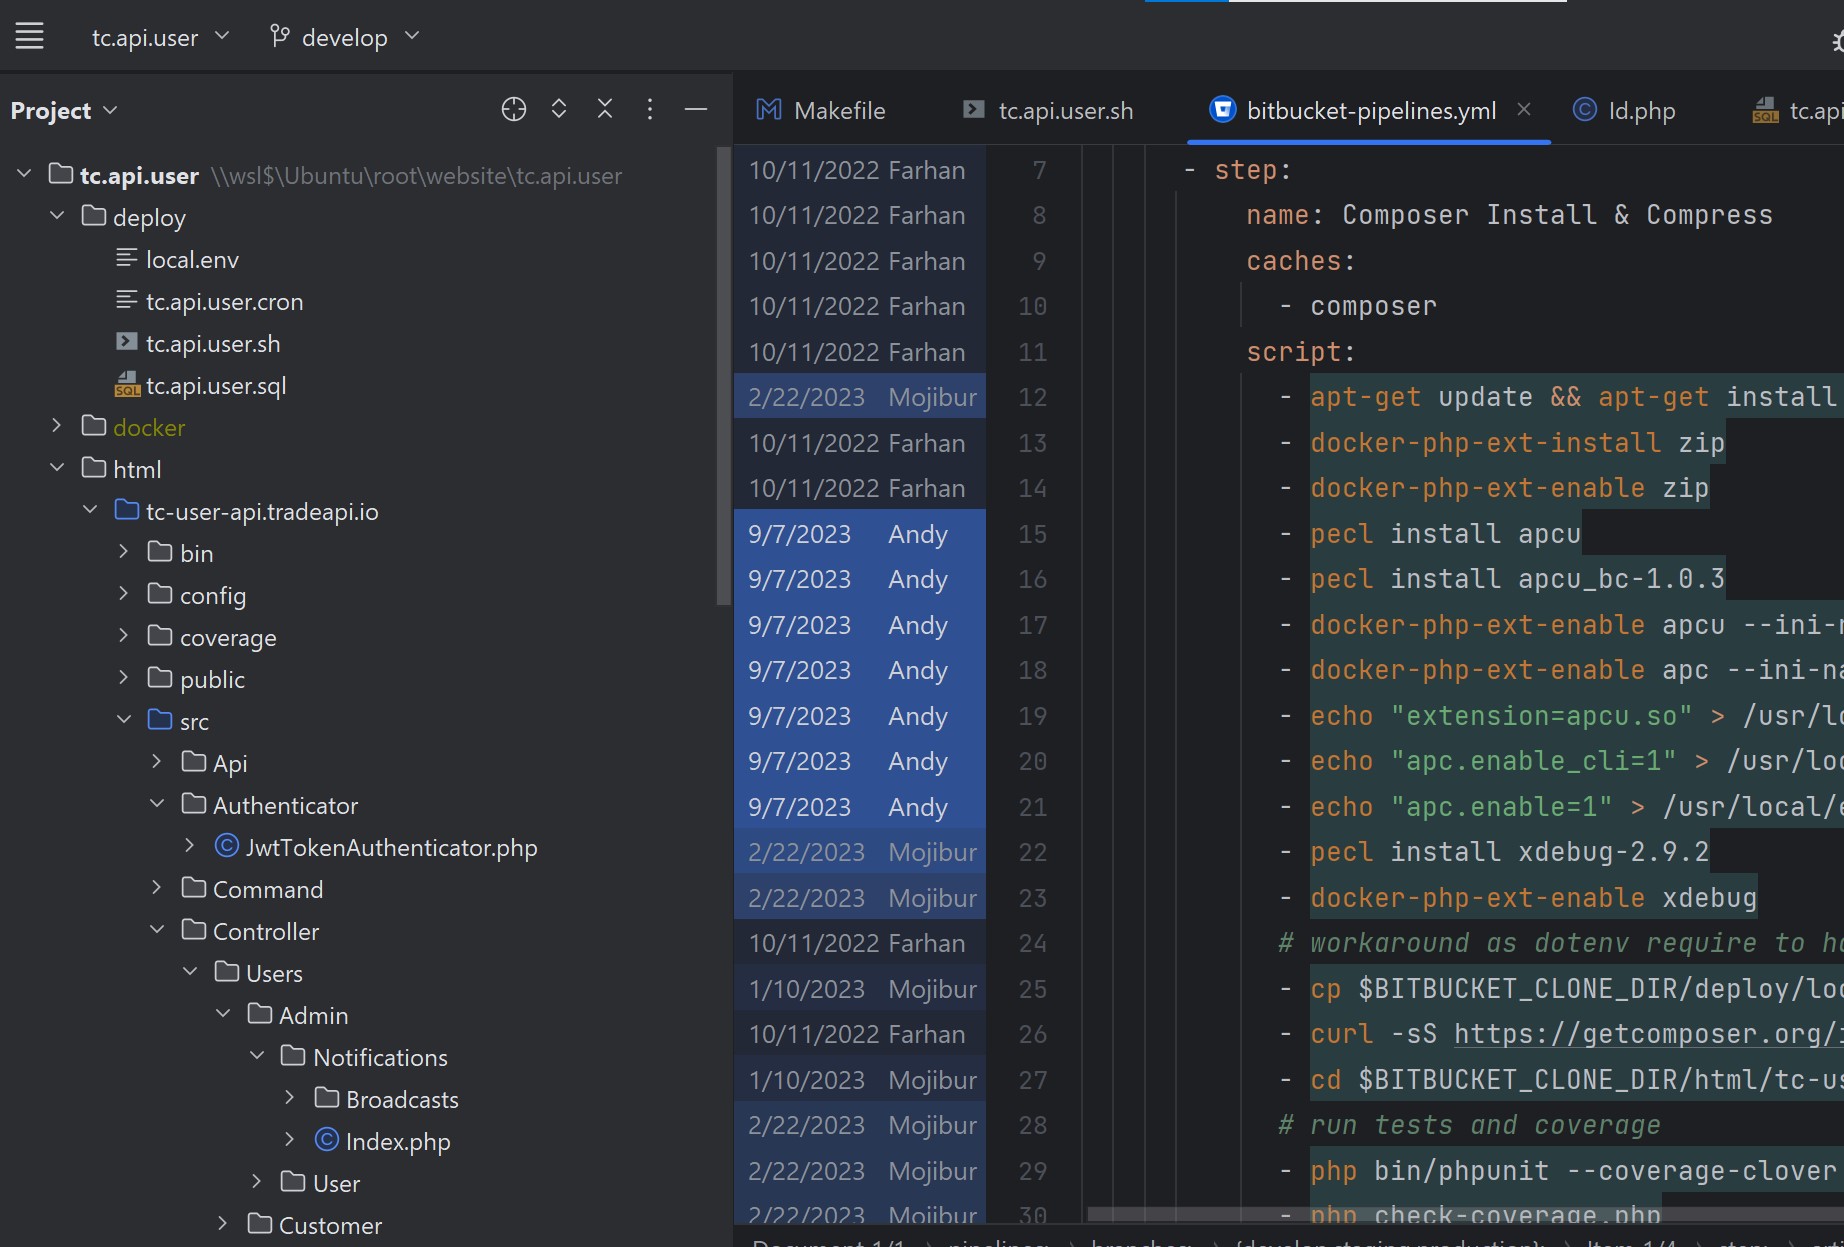 tc.api.user develop
Project
tc.api.user \\wsl$\Ubuntu\root\website\tc.api.user
deploy
local.env
tc.api.user.cron
tc.api.user.sh
tc.api.user.sql
docker
html
tc-user-api.tradeapi.io
bin
config
coverage
public
src
Api
Authenticator
JwtTokenAuthenticator.php
Command
Controller
Users
Admin
Notifications
Broadcasts
Index.php
User
Customer
Makefile tc.api.user.sh bitbucket-pipelines.yml Id.php tc.api
10/11/2022 Farhan 7 - step:
10/11/2022 Farhan 8 name: Composer Install & Compress
10/11/2022 Farhan 9 caches:
10/11/2022 Farhan 10 - composer
10/11/2022 Farhan 11 script:
2/22/2023 Mojibur 12 - apt-get update && apt-get install
10/11/2022 Farhan 13 - docker-php-ext-install zip
10/11/2022 Farhan 14 - docker-php-ext-enable zip
9/7/2023 Andy 15 - pecl install apcu
9/7/2023 Andy 16 - pecl install apcu_bc-1.0.3
9/7/2023 Andy 17 - docker-php-ext-enable apcu --ini-
9/7/2023 Andy 18 - docker-php-ext-enable apc --ini-na
9/7/2023 Andy 19 - echo "extension=apcu.so" > /usr/lo
9/7/2023 Andy 20 - echo "apc.enable_cli=1" > /usr/loc
9/7/2023 Andy 21 - echo "apc.enable=1" > /usr/local/e
2/22/2023 Mojibur 22 - pecl install xdebug-2.9.2
2/22/2023 Mojibur 23 - docker-php-ext-enable xdebug
10/11/2022 Farhan 24 # workaround as dotenv require to ha
1/10/2023 Mojibur 25 - cp $BITBUCKET_CLONE_DIR/deploy/loc
10/11/2022 Farhan 26 - curl -sS https://getcomposer.org/i
1/10/2023 Mojibur 27 - cd $BITBUCKET_CLONE_DIR/html/tc-us
2/22/2023 Mojibur 28 # run tests and coverage
2/22/2023 Mojibur 29 - php bin/phpunit --coverage-clover
2/22/2023 Mojibur 30 - php check-coverage.php
Document 1/1 pipelines: branches: {develop,staging,production}: Item 1/4 step: